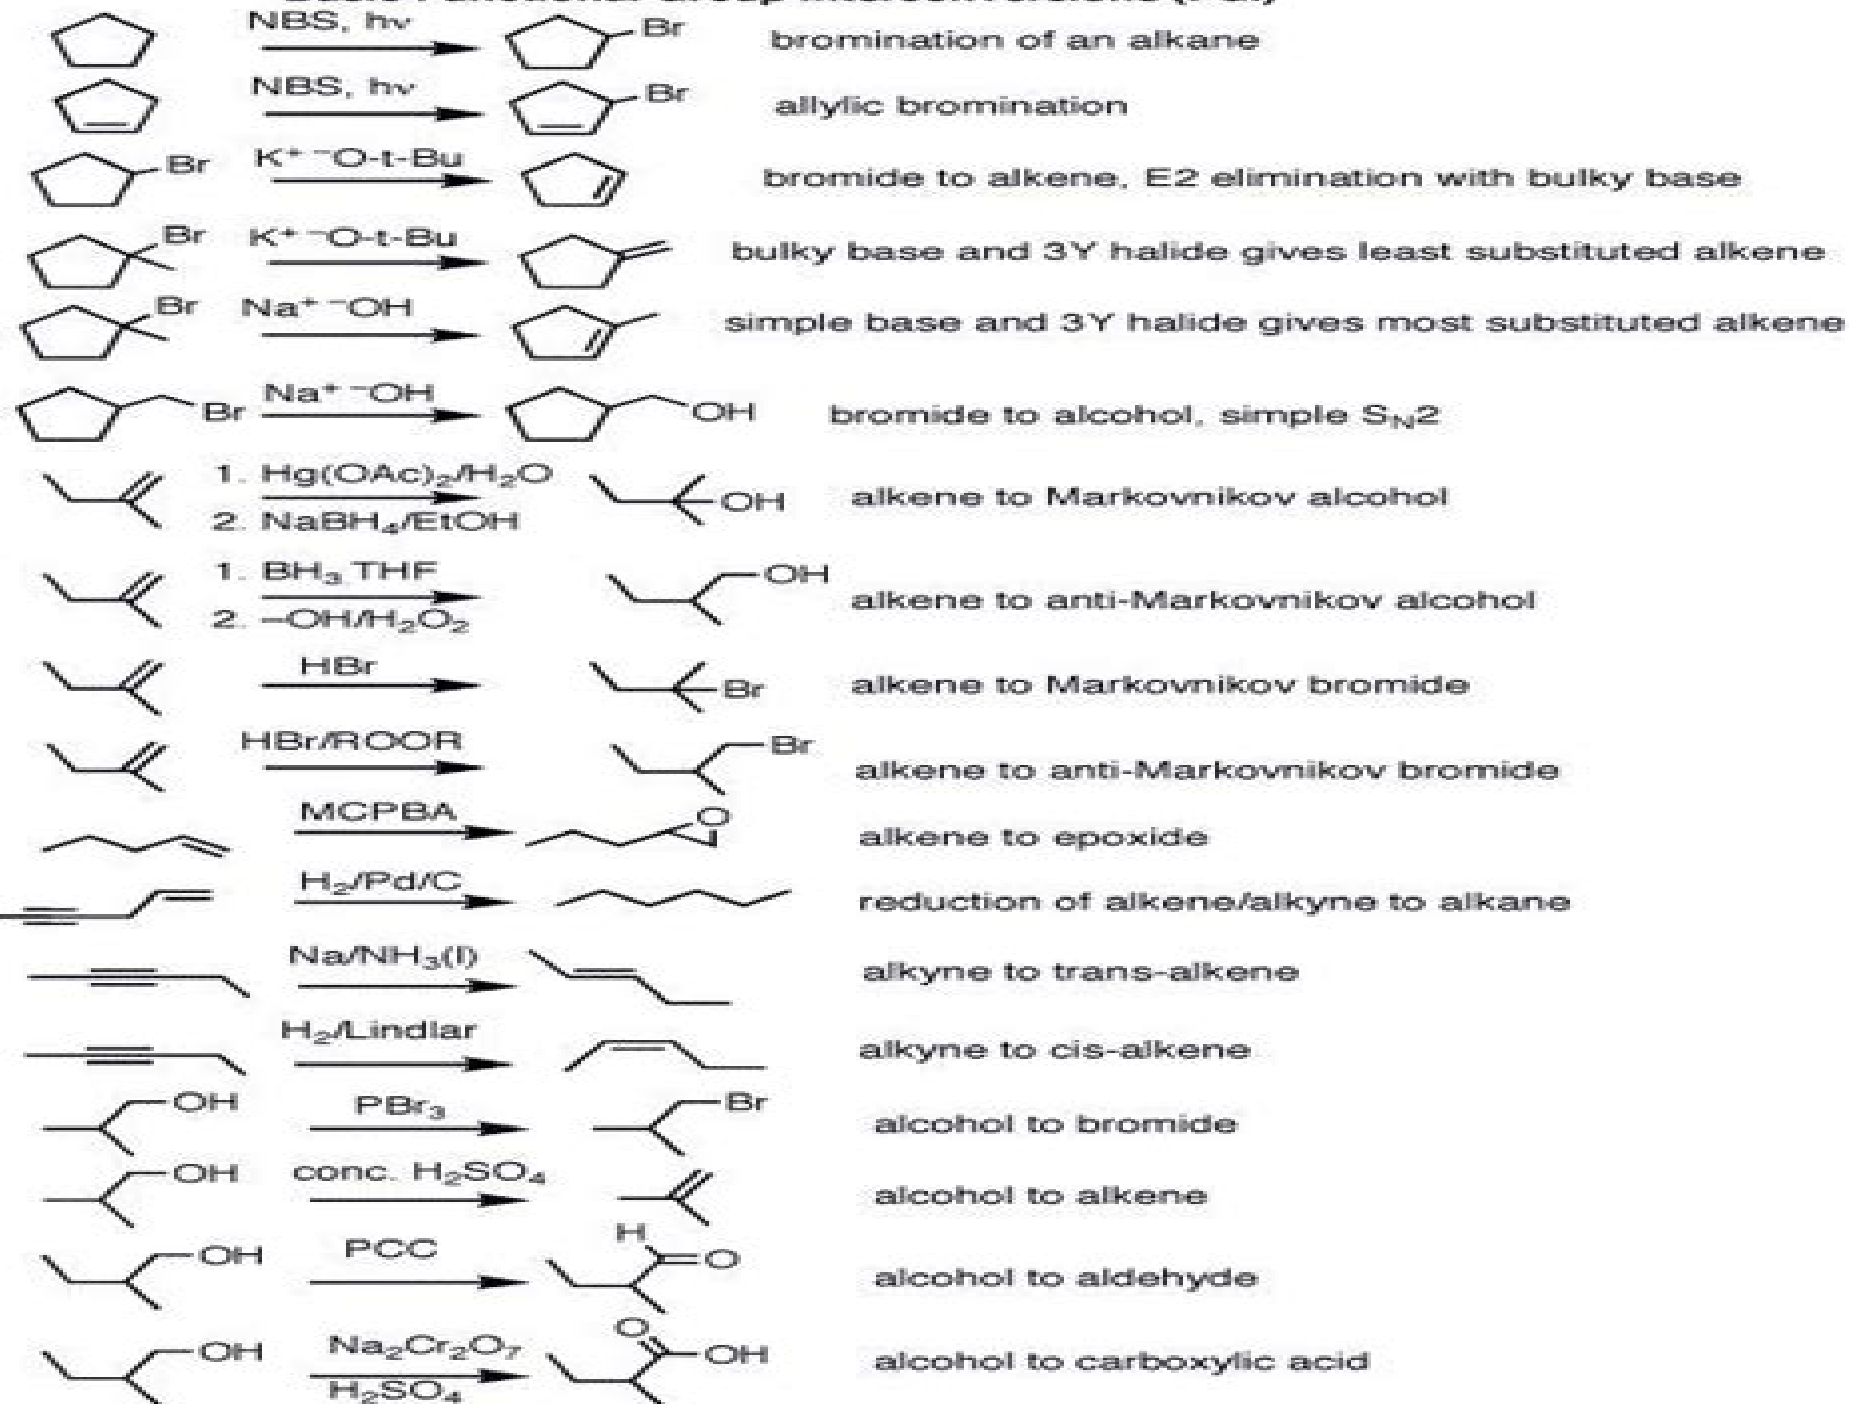 Basic Functional Group Interconversions (FGI)
NBS, hν Br bromination of an alkane
NBS, hν Br allylic bromination
Br K⁺ ⁻O-t-Bu bromide to alkene, E2 elimination with bulky base
Br K⁺ ⁻O-t-Bu bulky base and 3Y halide gives least substituted alkene
Br Na⁺ ⁻OH simple base and 3Y halide gives most substituted alkene
Br Na⁺ ⁻OH OH bromide to alcohol, simple Sₙ2
1. Hg(OAc)₂/H₂O
2. NaBH₄/EtOH OH alkene to Markovnikov alcohol
1. BH₃ THF
2. –OH/H₂O₂ OH alkene to anti-Markovnikov alcohol
HBr Br alkene to Markovnikov bromide
HBr/ROOR Br alkene to anti-Markovnikov bromide
MCPBA O alkene to epoxide
H₂/Pd/C reduction of alkene/alkyne to alkane
Na/NH₃(l) alkyne to trans-alkene
H₂/Lindlar alkyne to cis-alkene
OH PBr₃ Br alcohol to bromide
OH conc. H₂SO₄ alcohol to alkene
OH PCC H O alcohol to aldehyde
OH Na₂Cr₂O₇ O OH alcohol to carboxylic acid
H₂SO₄